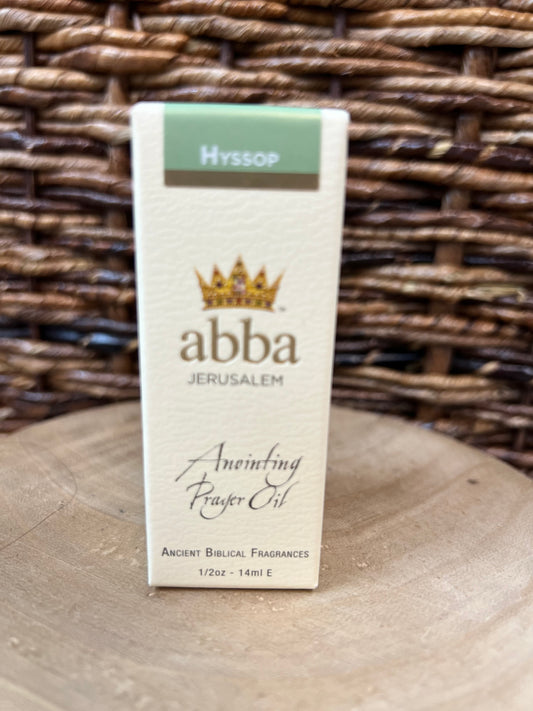 HYSSOP
abba
JERUSALEM
Anointing
Prayer Oil
ANCIENT BIBLICAL FRAGRANCES
1/2oz - 14ml E